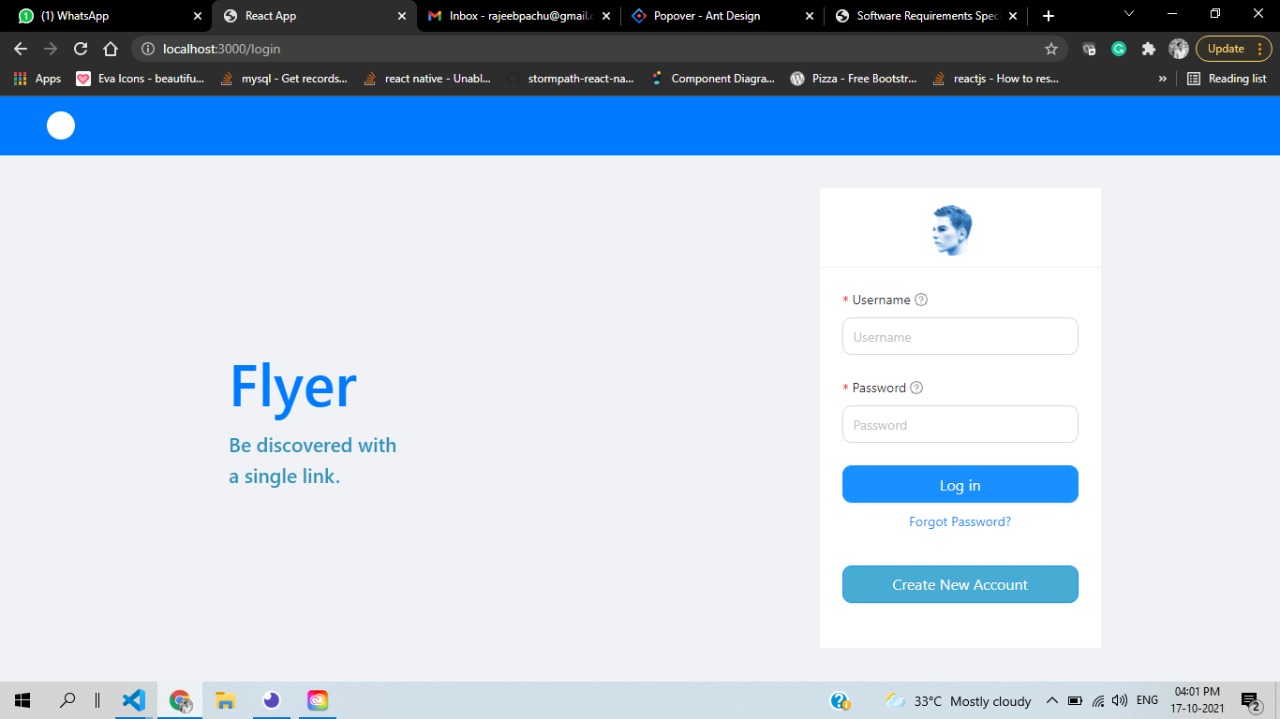 (1) WhatsApp
React App
Inbox - rajeebpachu@gmail.c
Popover - Ant Design
Software Requirements Spec
localhost:3000/login
Update
Apps
Eva Icons - beautifu...
mysql - Get records...
react native - Unabl...
stormpath-react-na...
Component Diagra...
Pizza - Free Bootstr...
reactjs - How to res...
»
Reading list
Flyer
Be discovered with
a single link.
* Username
Username
* Password
Password
Log in
Forgot Password?
Create New Account
33°C Mostly cloudy
ENG
04:01 PM
17-10-2021
2